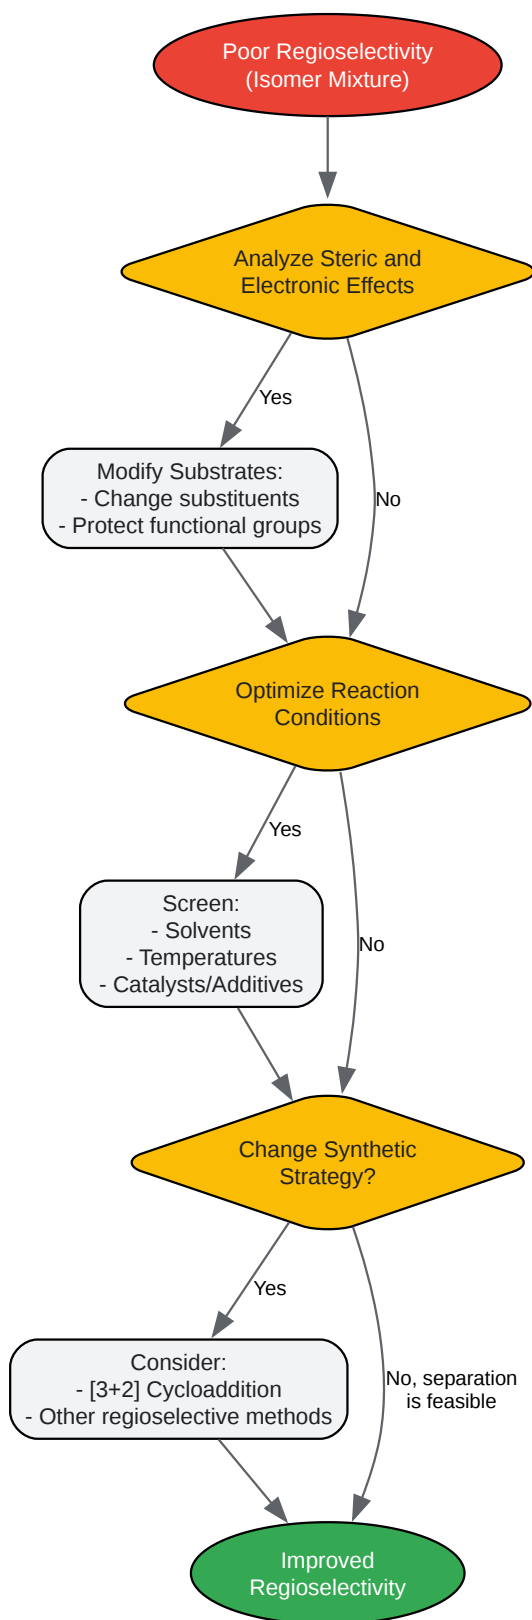 Poor Regioselectivity
(Isomer Mixture)
Analyze Steric and
Electronic Effects
Yes
Modify Substrates:
- Change substituents
- Protect functional groups
No
Optimize Reaction
Conditions
Yes
Screen:
- Solvents
- Temperatures
- Catalysts/Additives
No
Change Synthetic
Strategy?
Yes
Consider:
- [3+2] Cycloaddition
- Other regioselective methods
No, separation
is feasible
Improved
Regioselectivity